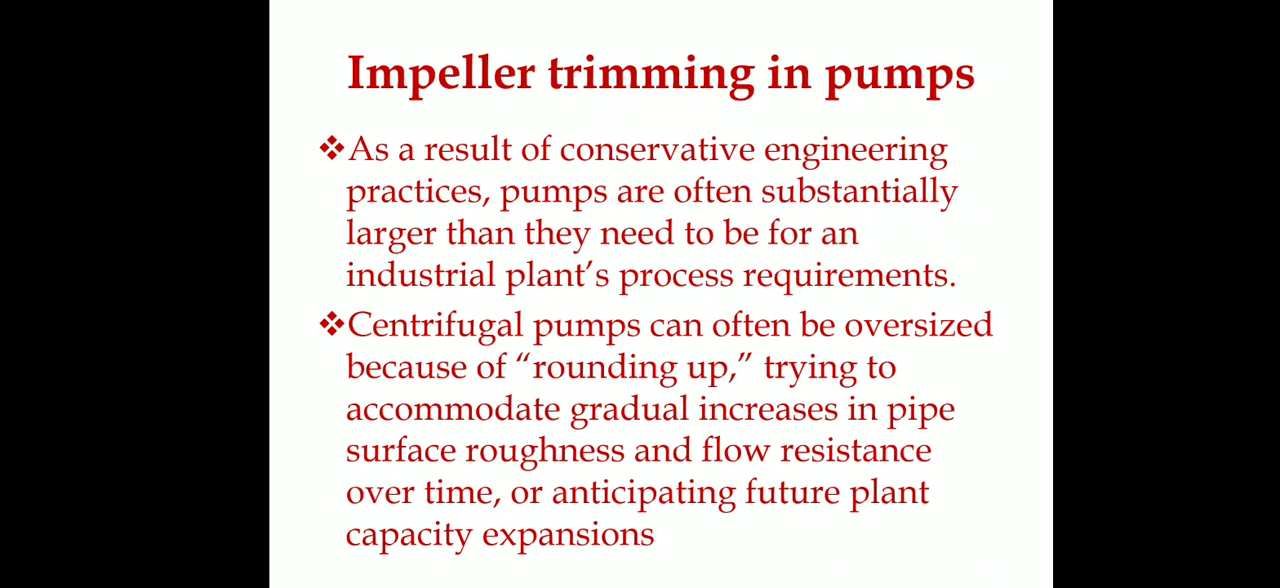 Impeller trimming in pumps
❖As a result of conservative engineering
practices, pumps are often substantially
larger than they need to be for an
industrial plant’s process requirements.
❖Centrifugal pumps can often be oversized
because of “rounding up,” trying to
accommodate gradual increases in pipe
surface roughness and flow resistance
over time, or anticipating future plant
capacity expansions